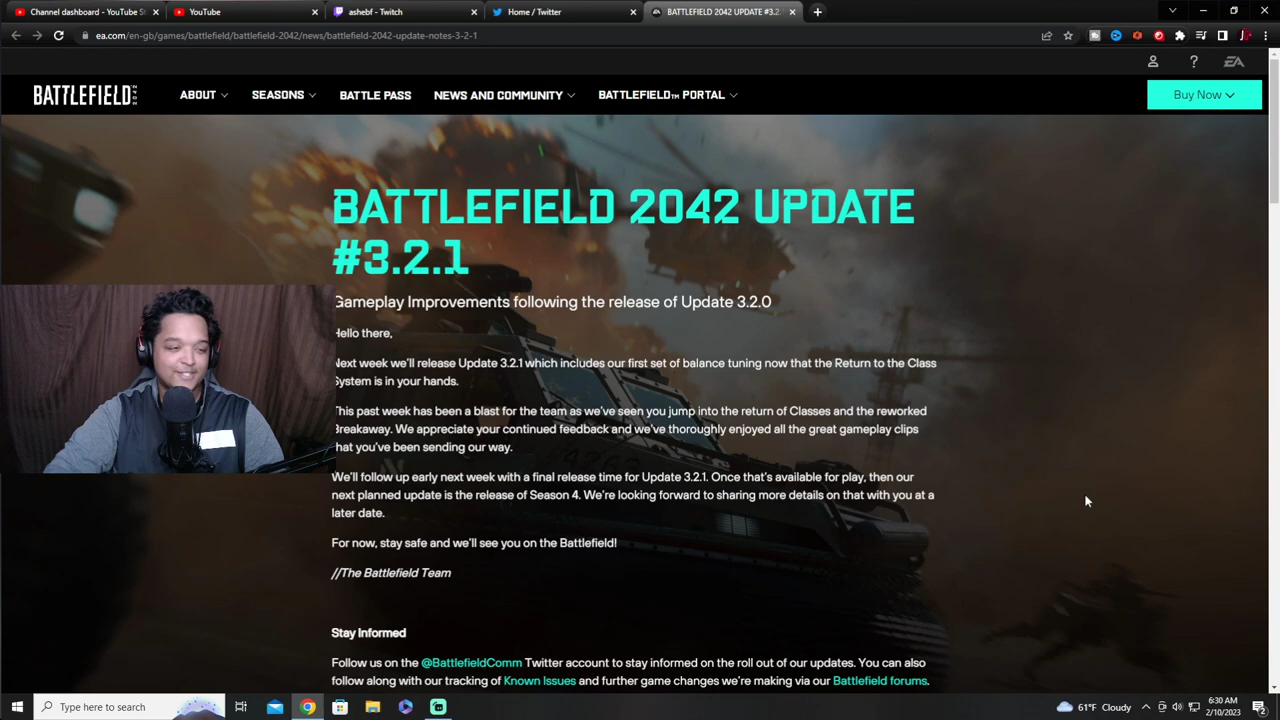 Channel dashboard - YouTube St
YouTube
ashebf - Twitch
Home / Twitter
BATTLEFIELD 2042 UPDATE #3.2.
ea.com/en-gb/games/battlefield/battlefield-2042/news/battlefield-2042-update-notes-3-2-1
EA
BATTLEFIELD 2042
ABOUT
SEASONS
BATTLE PASS
NEWS AND COMMUNITY
BATTLEFIELD™ PORTAL
Buy Now
BATTLEFIELD 2042 UPDATE
#3.2.1
Gameplay Improvements following the release of Update 3.2.0
Hello there,
Next week we'll release Update 3.2.1 which includes our first set of balance tuning now that the Return to the Class
System is in your hands.
This past week has been a blast for the team as we've seen you jump into the return of Classes and the reworked
Breakaway. We appreciate your continued feedback and we've thoroughly enjoyed all the great gameplay clips
that you've been sending our way.
We'll follow up early next week with a final release time for Update 3.2.1. Once that's available for play, then our
next planned update is the release of Season 4. We're looking forward to sharing more details on that with you at a
later date.
For now, stay safe and we'll see you on the Battlefield!
//The Battlefield Team
Stay Informed
Follow us on the @BattlefieldComm Twitter account to stay informed on the roll out of our updates. You can also
follow along with our tracking of Known Issues and further game changes we're making via our Battlefield forums.
Type here to search
61°F Cloudy
6:30 AM
2/10/2023
2